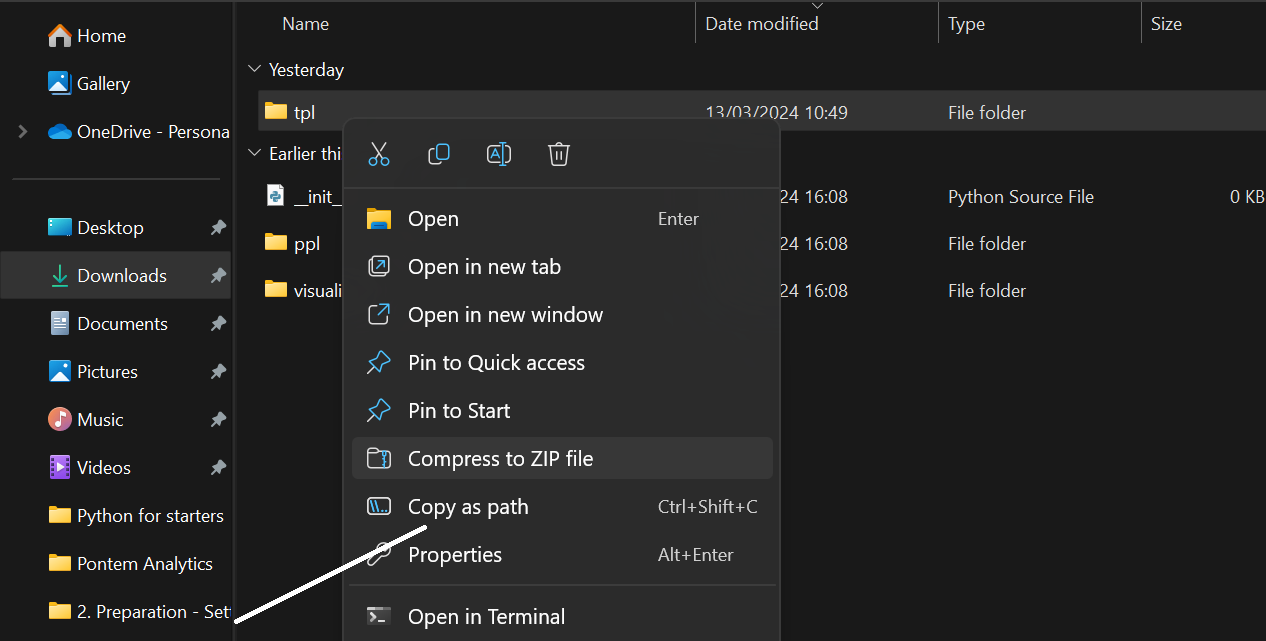 Home
Gallery
OneDrive - Persona
Desktop
Downloads
Documents
Pictures
Music
Videos
Python for starters
Pontem Analytics
2. Preparation - Set
Name Date modified Type Size
Yesterday
tpl 13/03/2024 10:49 File folder
Earlier thi
__init_ 24 16:08 Python Source File 0 KB
ppl 24 16:08 File folder
visuali 24 16:08 File folder
Open Enter
Open in new tab
Open in new window
Pin to Quick access
Pin to Start
Compress to ZIP file
Copy as path Ctrl+Shift+C
Properties Alt+Enter
Open in Terminal